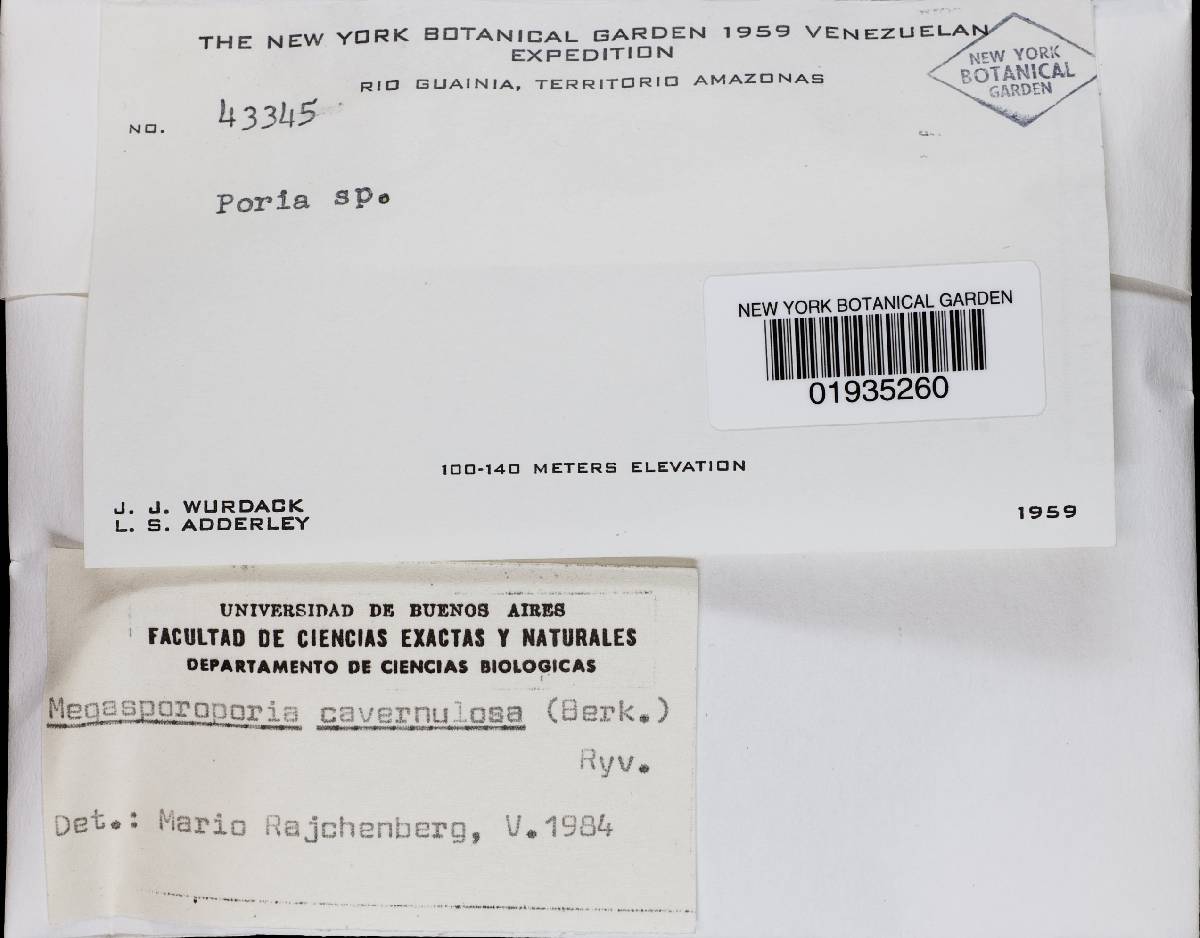 THE NEW YORK BOTANICAL GARDEN 1959 VENEZUELAN
EXPEDITION
RIO GUAINIA, TERRITORIO AMAZONAS
NEW YORK
BOTANICAL
GARDEN
NO. 43345
Poria sp.
NEW YORK BOTANICAL GARDEN
01935260
100-140 METERS ELEVATION
J. J. WURDACK
L. S. ADDERLEY
1959
UNIVERSIDAD DE BUENOS AIRES
FACULTAD DE CIENCIAS EXACTAS Y NATURALES
DEPARTAMENTO DE CIENCIAS BIOLOGICAS
Megasporoporia cavernulosa (Berk.)
Ryv.
Det.: Mario Rajchenberg, V.1984